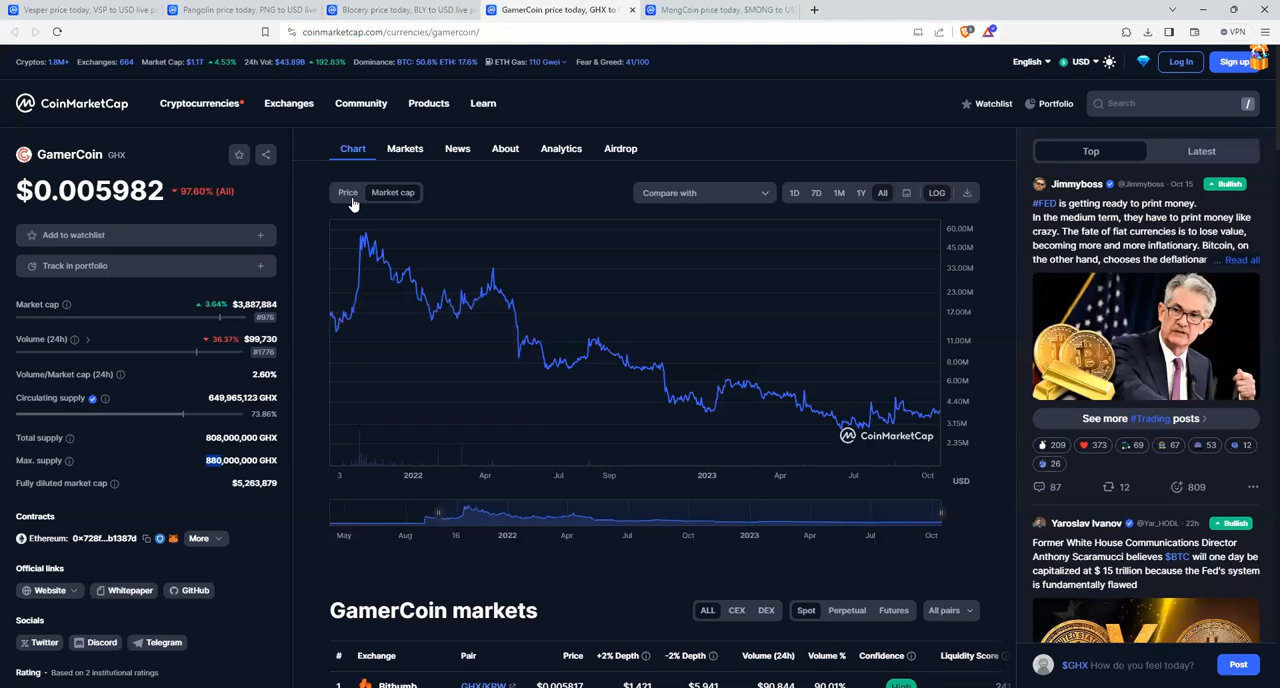 Vesper price today, VSP to USD live p
Pangolin price today, PNG to USD live
Blocery price today, BLY to USD live p
GamerCoin price today, GHX to
MongCoin price today, $MONG to US
coinmarketcap.com/currencies/gamercoin/
VPN
Cryptos: 1.8M+ Exchanges: 664 Market Cap: $1.1T 4.53% 24h Vol: $43.89B 192.83% Dominance: BTC: 50.8% ETH: 17.6% ETH Gas: 110 Gwei Fear & Greed: 41/100
English USD Log In Sign up
CoinMarketCap Cryptocurrencies Exchanges Community Products Learn Watchlist Portfolio Search /
GamerCoin GHX
$0.005982 97.60% (All)
Add to watchlist +
Track in portfolio +
Market cap 3.64% $3,887,884
#976
Volume (24h) 36.37% $99,730
#1776
Volume/Market cap (24h) 2.60%
Circulating supply 649,965,123 GHX
73.86%
Total supply 808,000,000 GHX
Max. supply 880,000,000 GHX
Fully diluted market cap $5,263,879
Contracts
Ethereum: 0x728f...b1387d More
Official links
Website Whitepaper GitHub
Socials
Twitter Discord Telegram
Rating · Based on 2 institutional ratings
Chart Markets News About Analytics Airdrop
Price Market cap Compare with 1D 7D 1M 1Y All LOG
60.00M
45.00M
33.00M
23.00M
17.00M
11.00M
8.00M
6.00M
4.40M
3.15M
2.35M
CoinMarketCap
3 2022 Apr Jul Sep 2023 Apr Jul Oct USD
May Aug 16 2022 Apr Jul Oct 2023 Apr Jul Oct
GamerCoin markets ALL CEX DEX Spot Perpetual Futures All pairs
# Exchange Pair Price +2% Depth -2% Depth Volume (24h) Volume % Confidence Liquidity Score
1 Bithumb GHX/KRW $0.005817 $1,421 $5,941 $90,844 90.01% High
Top Latest
Jimmyboss @Jimmyboss · Oct 15 Bullish
#FED is getting ready to print money.
In the medium term, they have to print money like
crazy. The fate of fiat currencies is to lose value,
becoming more and more inflationary. Bitcoin, on
the other hand, chooses the deflationar ... Read all
See more #Trading posts
209 373 69 67 53 12
26
87 12 809
Yaroslav Ivanov @Yar_HODL · 22h Bullish
Former White House Communications Director
Anthony Scaramucci believes $BTC will one day be
capitalized at $ 15 trillion because the Fed's system
is fundamentally flawed
$GHX How do you feel today? Post